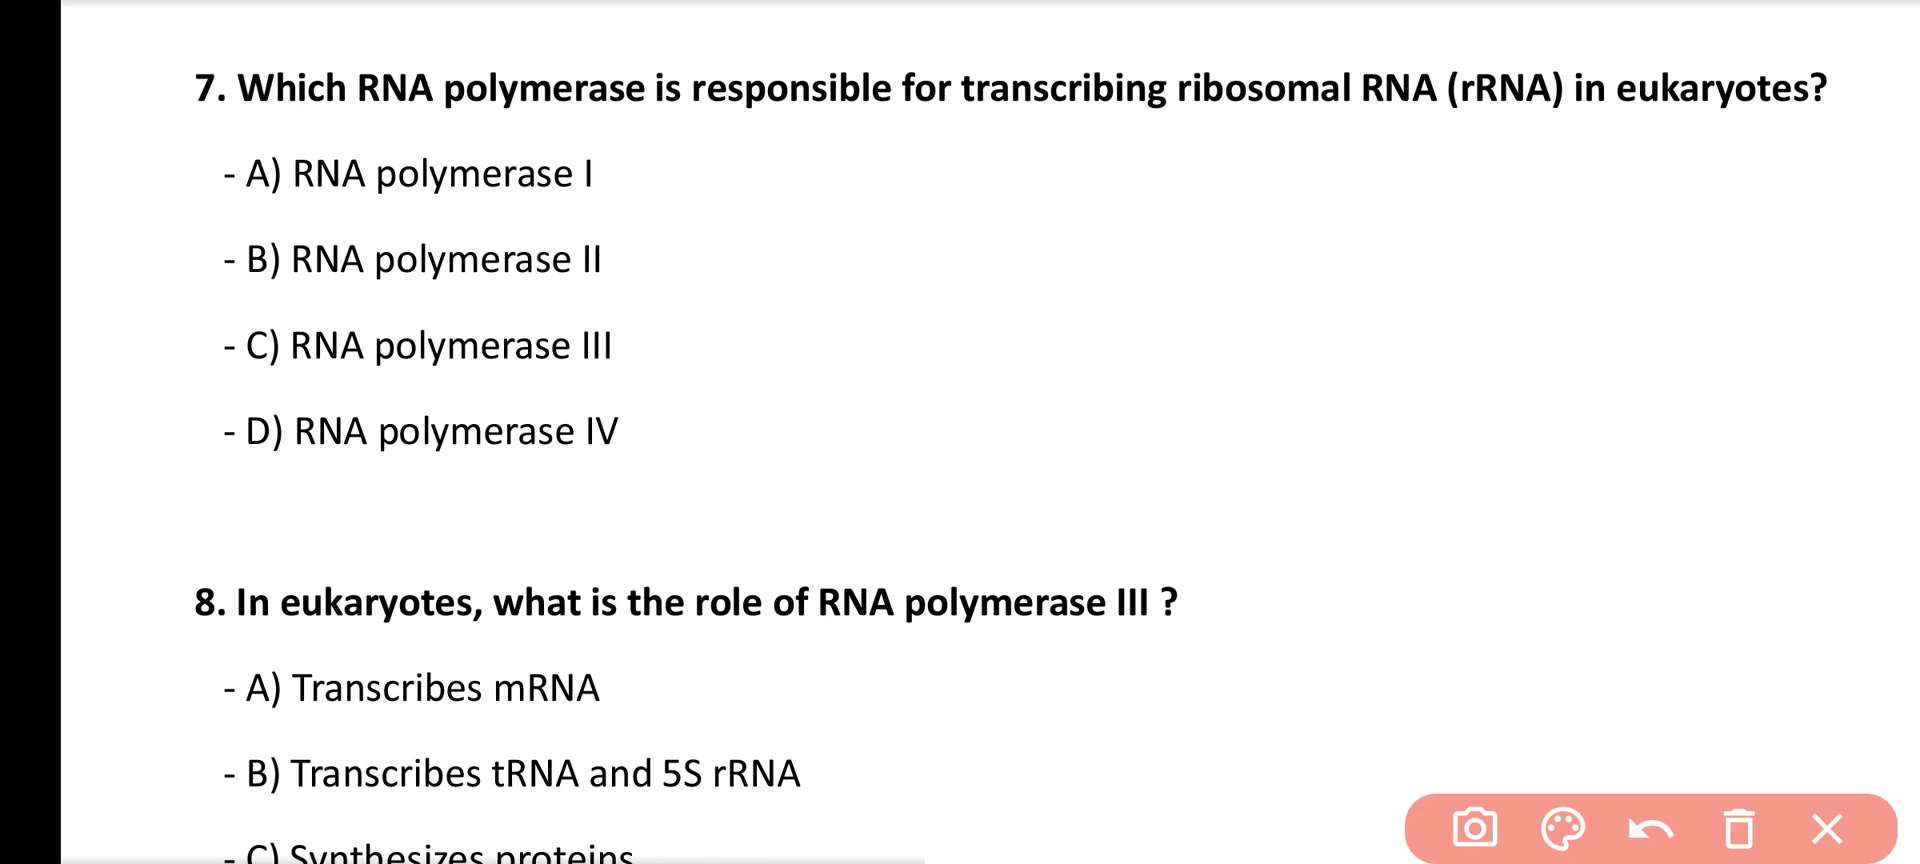 7. Which RNA polymerase is responsible for transcribing ribosomal RNA (rRNA) in eukaryotes?
- A) RNA polymerase I
- B) RNA polymerase II
- C) RNA polymerase III
- D) RNA polymerase IV
8. In eukaryotes, what is the role of RNA polymerase III ?
- A) Transcribes mRNA
- B) Transcribes tRNA and 5S rRNA
- C) Synthesizes proteins